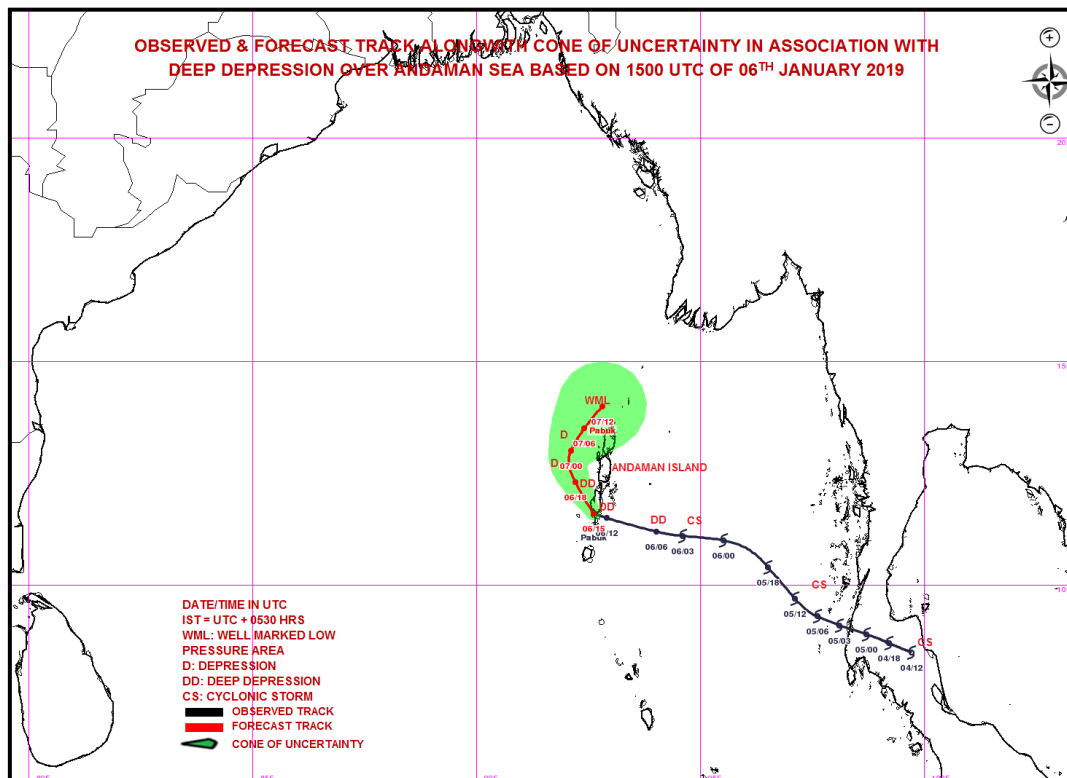 OBSERVED & FORECAST TRACK ALONGWITH CONE OF UNCERTAINTY IN ASSOCIATION WITH
DEEP DEPRESSION OVER ANDAMAN SEA BASED ON 1500 UTC OF 06TH JANUARY 2019
WML
07/12
Pabuk
D
07/06
D
07/00
ANDAMAN ISLAND
DD
06/18
DD
06/15
Pabuk
06/12
DD
CS
06/06
06/03
06/00
05/18
CS
05/12
05/06
05/03
05/00
04/18
CS
04/12
DATE/TIME IN UTC
IST = UTC + 0530 HRS
WML: WELL MARKED LOW
PRESSURE AREA
D: DEPRESSION
DD: DEEP DEPRESSION
CS: CYCLONIC STORM
OBSERVED TRACK
FORECAST TRACK
CONE OF UNCERTAINTY